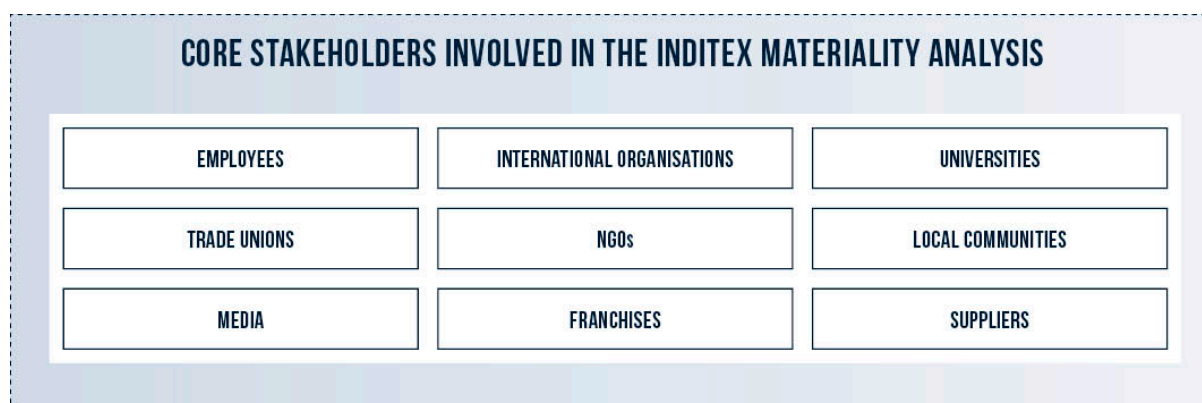 CORE STAKEHOLDERS INVOLVED IN THE INDITEX MATERIALITY ANALYSIS
EMPLOYEES
INTERNATIONAL ORGANISATIONS
UNIVERSITIES
TRADE UNIONS
NGOs
LOCAL COMMUNITIES
MEDIA
FRANCHISES
SUPPLIERS